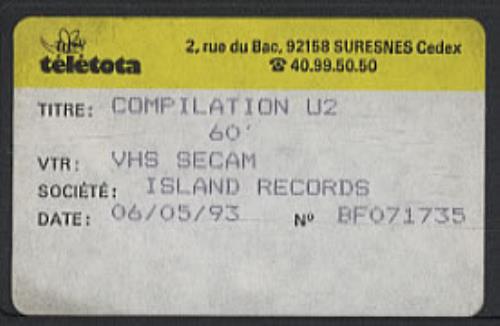 télétota
2, rue du Bac, 92158 SURESNES Cedex
☎ 40.99.50.50
TITRE: COMPILATION U2
60'
VTR: VHS SECAM
SOCIÉTÉ: ISLAND RECORDS
DATE: 06/05/93 Nº BF071735